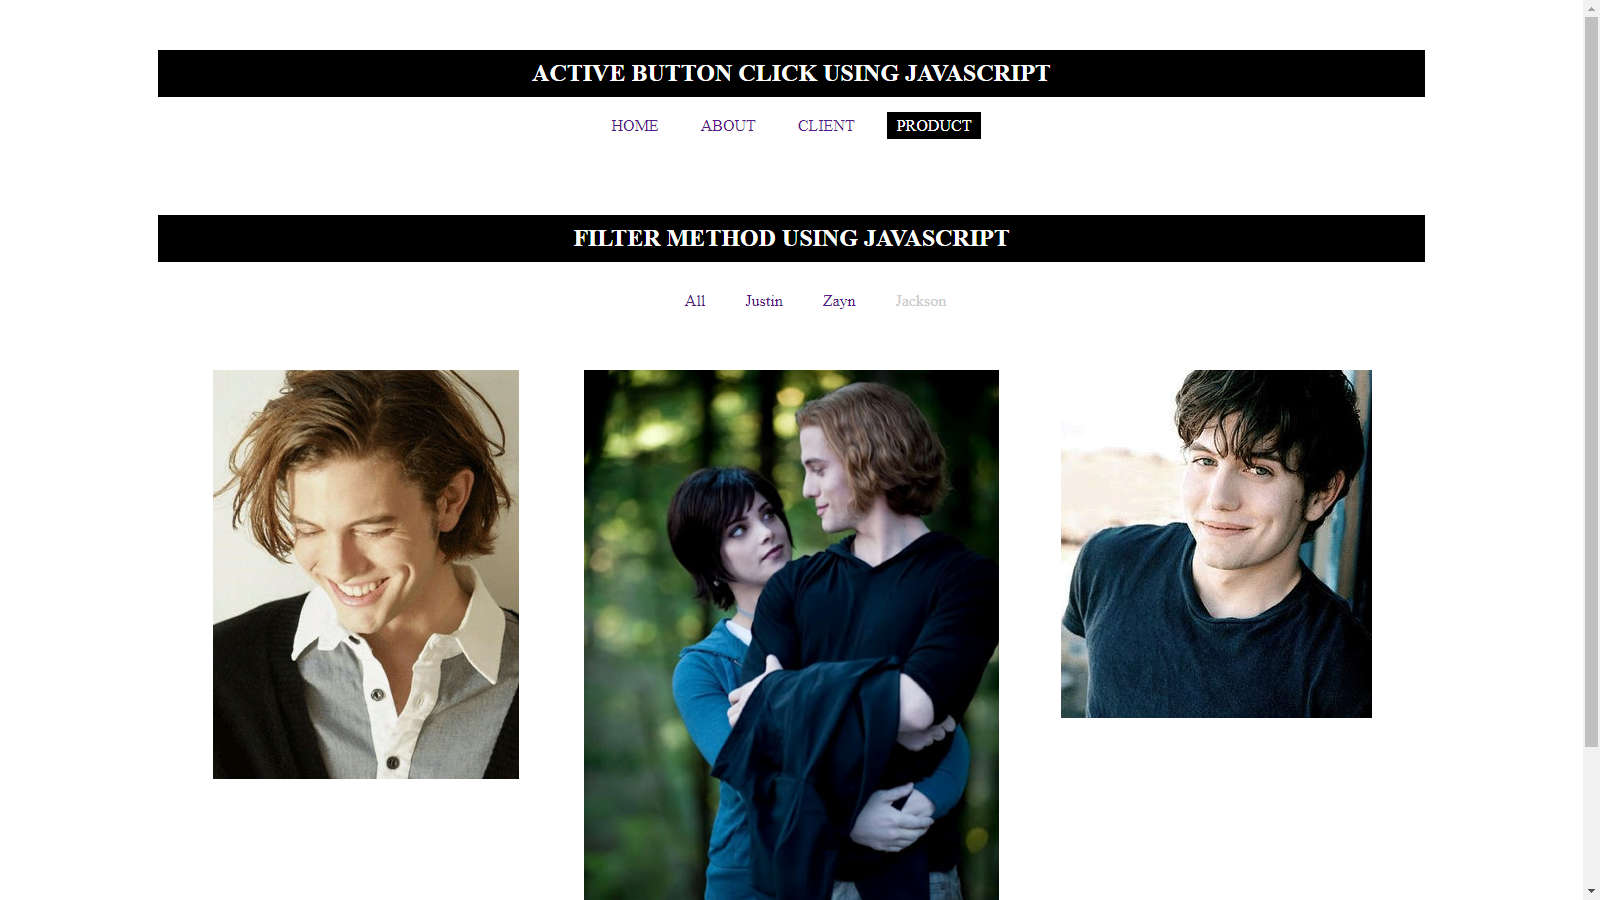 ACTIVE BUTTON CLICK USING JAVASCRIPT
HOME ABOUT CLIENT PRODUCT
FILTER METHOD USING JAVASCRIPT
All Justin Zayn Jackson